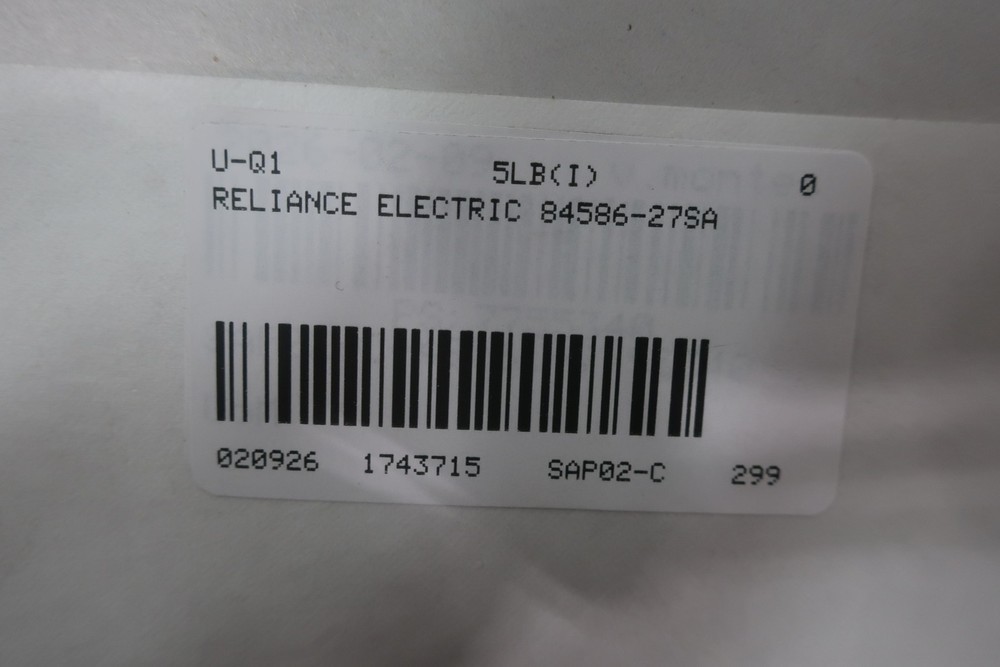 U-Q1 5LB(I) 0
RELIANCE ELECTRIC 84586-27SA
020926 1743715 SAP02-C 299